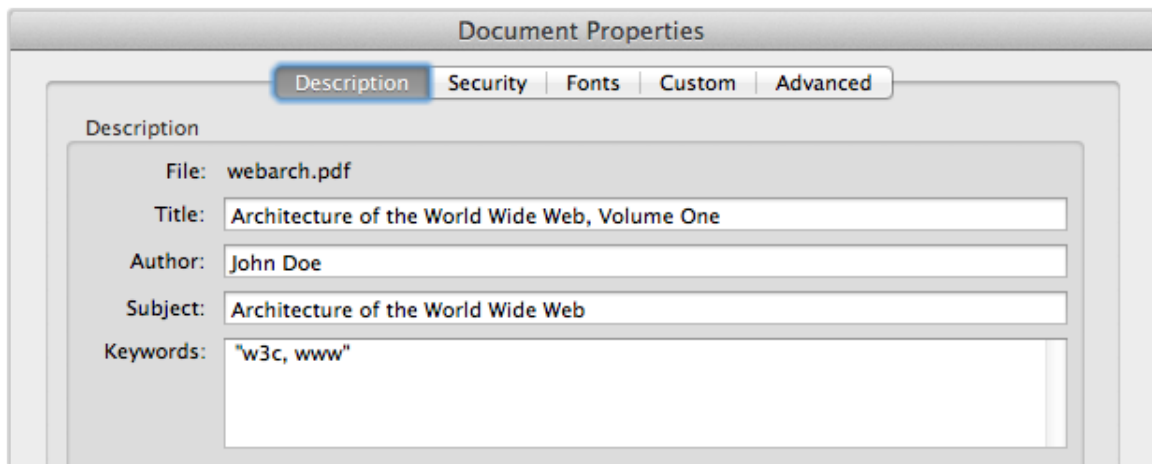 Document Properties
Description Security Fonts Custom Advanced
Description
File: webarch.pdf
Title: Architecture of the World Wide Web, Volume One
Author: John Doe
Subject: Architecture of the World Wide Web
Keywords: "w3c, www"